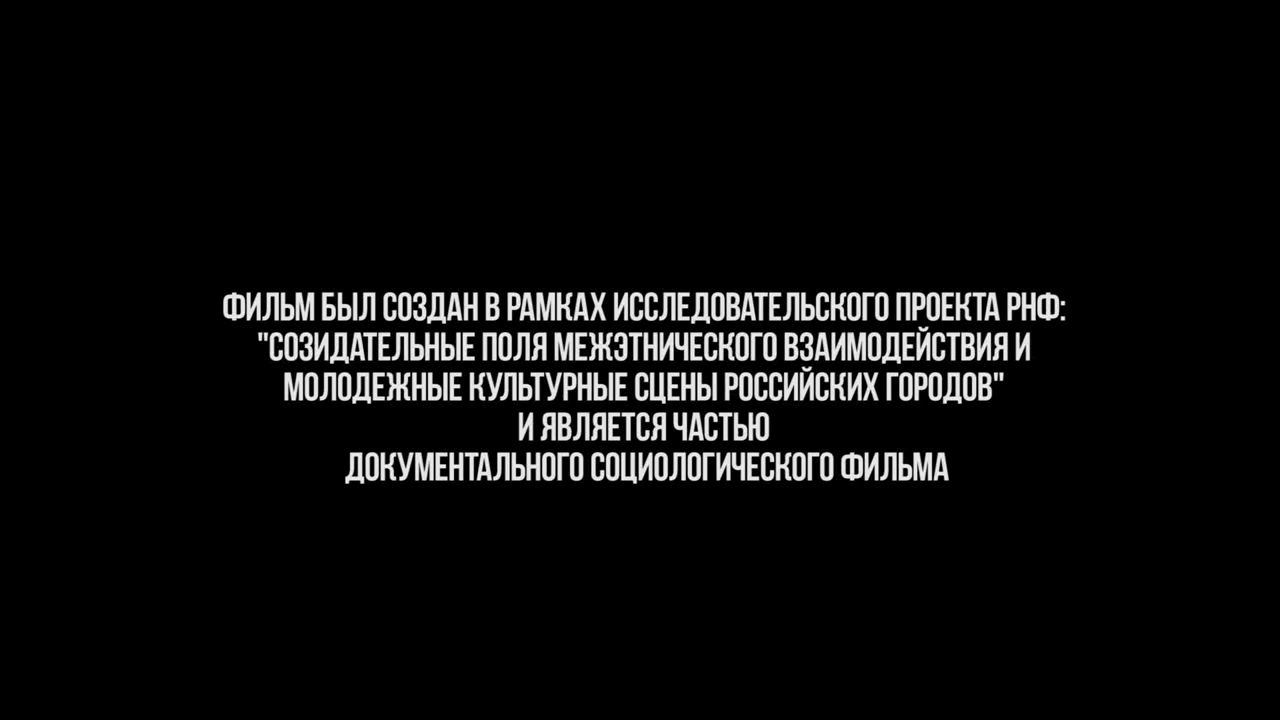 ФИЛЬМ БЫЛ СОЗДАН В РАМКАХ ИССЛЕДОВАТЕЛЬСКОГО ПРОЕКТА РНФ:
"СОЗИДАТЕЛЬНЫЕ ПОЛЯ МЕЖЭТНИЧЕСКОГО ВЗАИМОДЕЙСТВИЯ И
МОЛОДЕЖНЫЕ КУЛЬТУРНЫЕ СЦЕНЫ РОССИЙСКИХ ГОРОДОВ"
И ЯВЛЯЕТСЯ ЧАСТЬЮ
ДОКУМЕНТАЛЬНОГО СОЦИОЛОГИЧЕСКОГО ФИЛЬМА